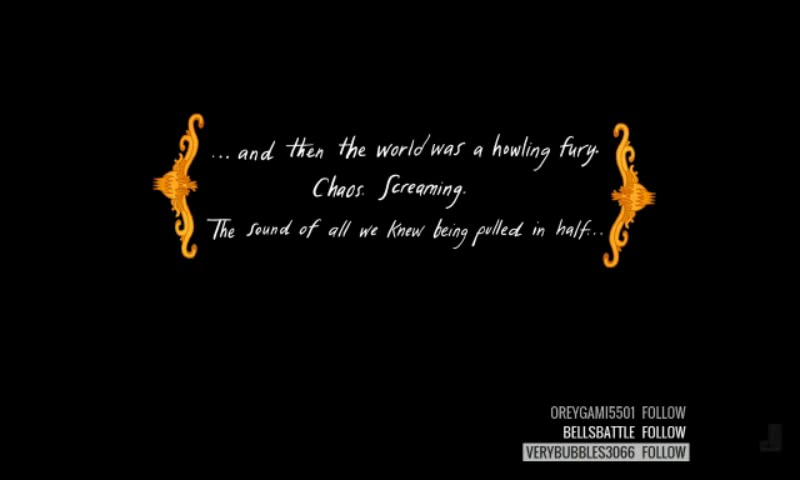 ... and then the world was a howling fury.
Chaos. Screaming.
The sound of all we knew being pulled in half...
OREYGAMI5501 FOLLOW
BELLSBATTLE FOLLOW
VERYBUBBLES3066 FOLLOW
J